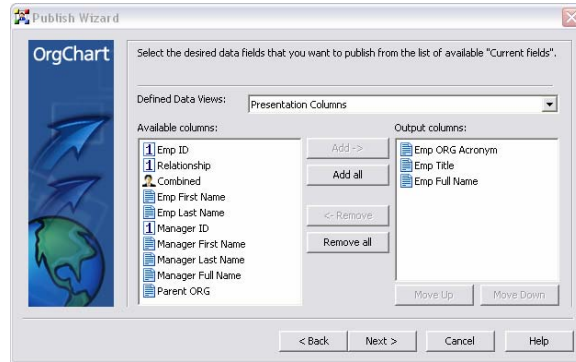 Publish Wizard
OrgChart
Select the desired data fields that you want to publish from the list of available "Current fields".
Defined Data Views:
Presentation Columns
Available columns:
Output columns:
1 Emp ID
1 Relationship
Combined
Emp First Name
Emp Last Name
1 Manager ID
Manager First Name
Manager Last Name
Manager Full Name
Parent ORG
Add ->
Add all
<- Remove
Remove all
Emp ORG Acronym
Emp Title
Emp Full Name
Move Up
Move Down
< Back
Next >
Cancel
Help